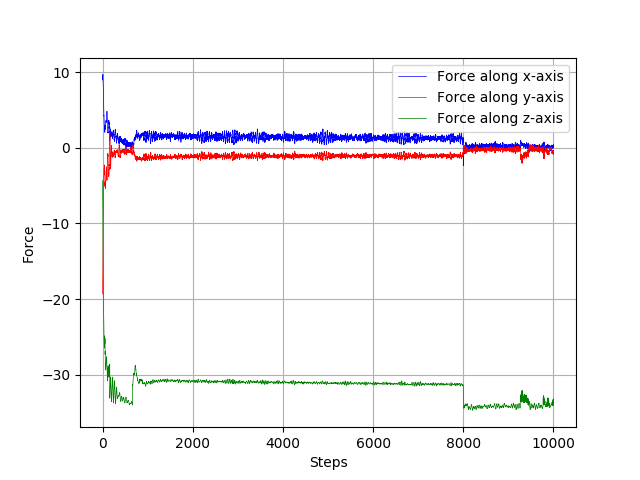 Force along x-axis
Force along y-axis
Force along z-axis
10
0
−10
−20
−30
Force
0
2000
4000
6000
8000
10000
Steps